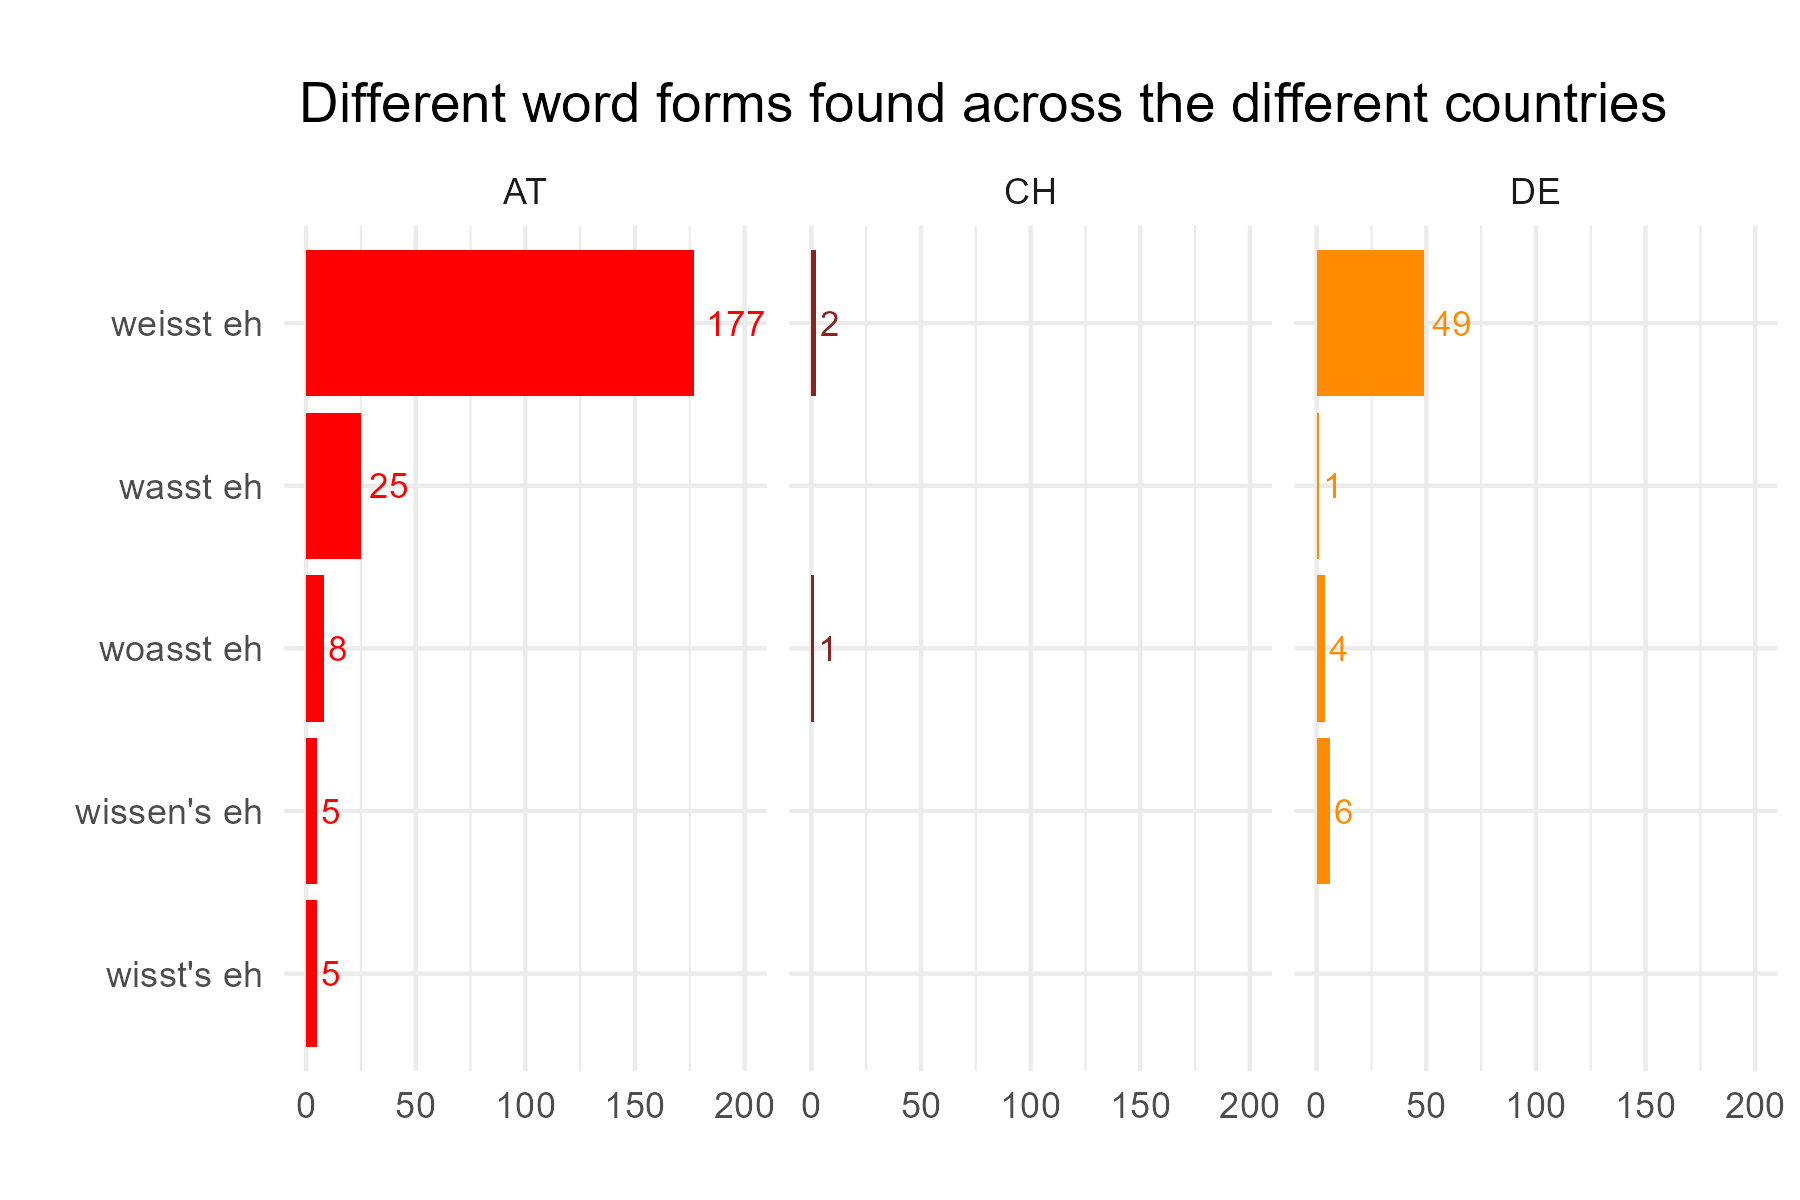 Different word forms found across the different countries
AT CH DE
weisst eh 177 2 49
wasst eh 25 1
woasst eh 8 1 4
wissen's eh 5 6
wisst's eh 5
0 50 100 150 200 0 50 100 150 200 0 50 100 150 200